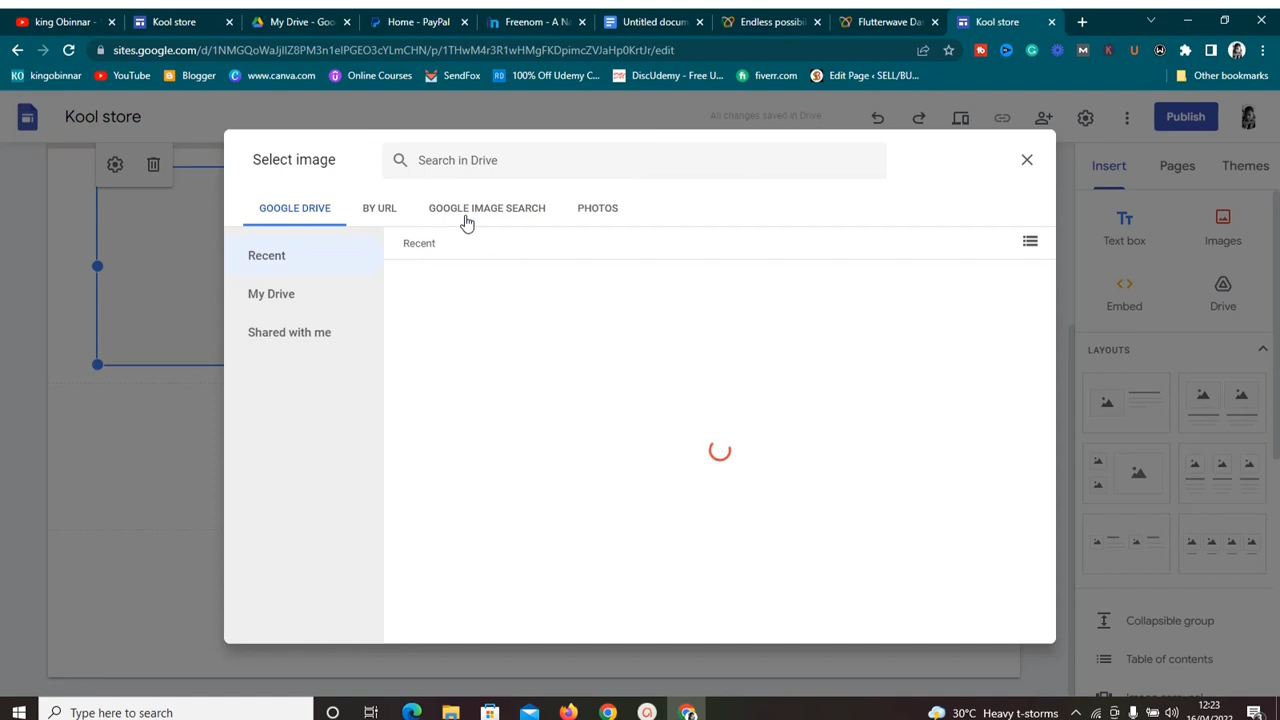 king Obinnar -
Kool store
My Drive - Goo
Home - PayPal
Freenom - A Na
Untitled docum
Endless possibi
Flutterwave Da
Kool store
sites.google.com/d/1NMGQoWaJjlIZ8PM3n1elPGEO3cYLmCHN/p/1THwM4r3R1wHMgFKDpimcZVJaHp0KrtJr/edit
kingobinnar
YouTube
Blogger
www.canva.com
Online Courses
SendFox
100% Off Udemy C...
DiscUdemy - Free U...
fiverr.com
Edit Page ‹ SELL/BU...
Other bookmarks
Kool store
All changes saved in Drive
Publish
Select image
Search in Drive
Insert
Pages
Themes
GOOGLE DRIVE
BY URL
GOOGLE IMAGE SEARCH
PHOTOS
Recent
Recent
My Drive
Shared with me
Text box
Images
Embed
Drive
LAYOUTS
Collapsible group
Table of contents
Type here to search
30°C Heavy t-storms
12:23